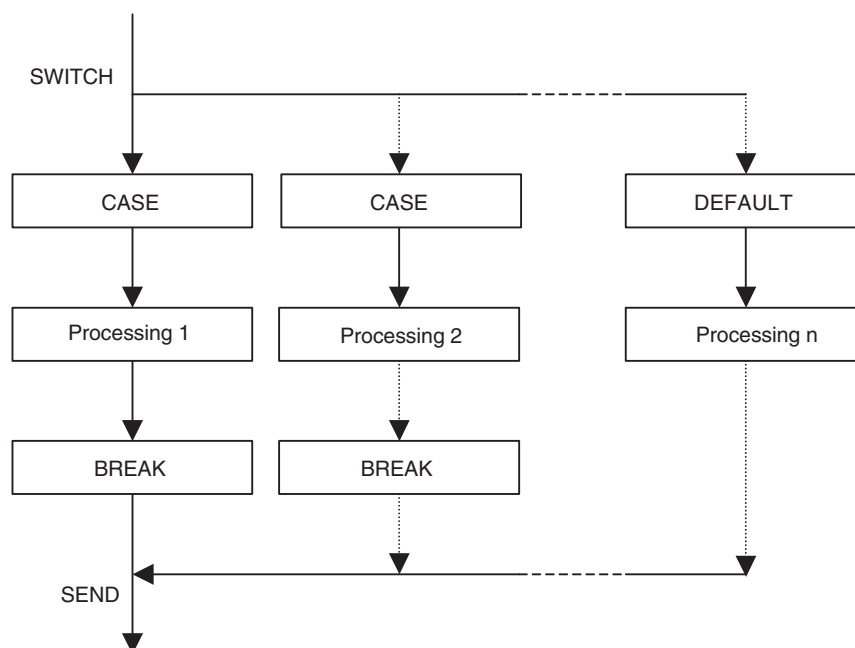 SWITCH
CASE
CASE
DEFAULT
Processing 1
Processing 2
Processing n
BREAK
BREAK
SEND